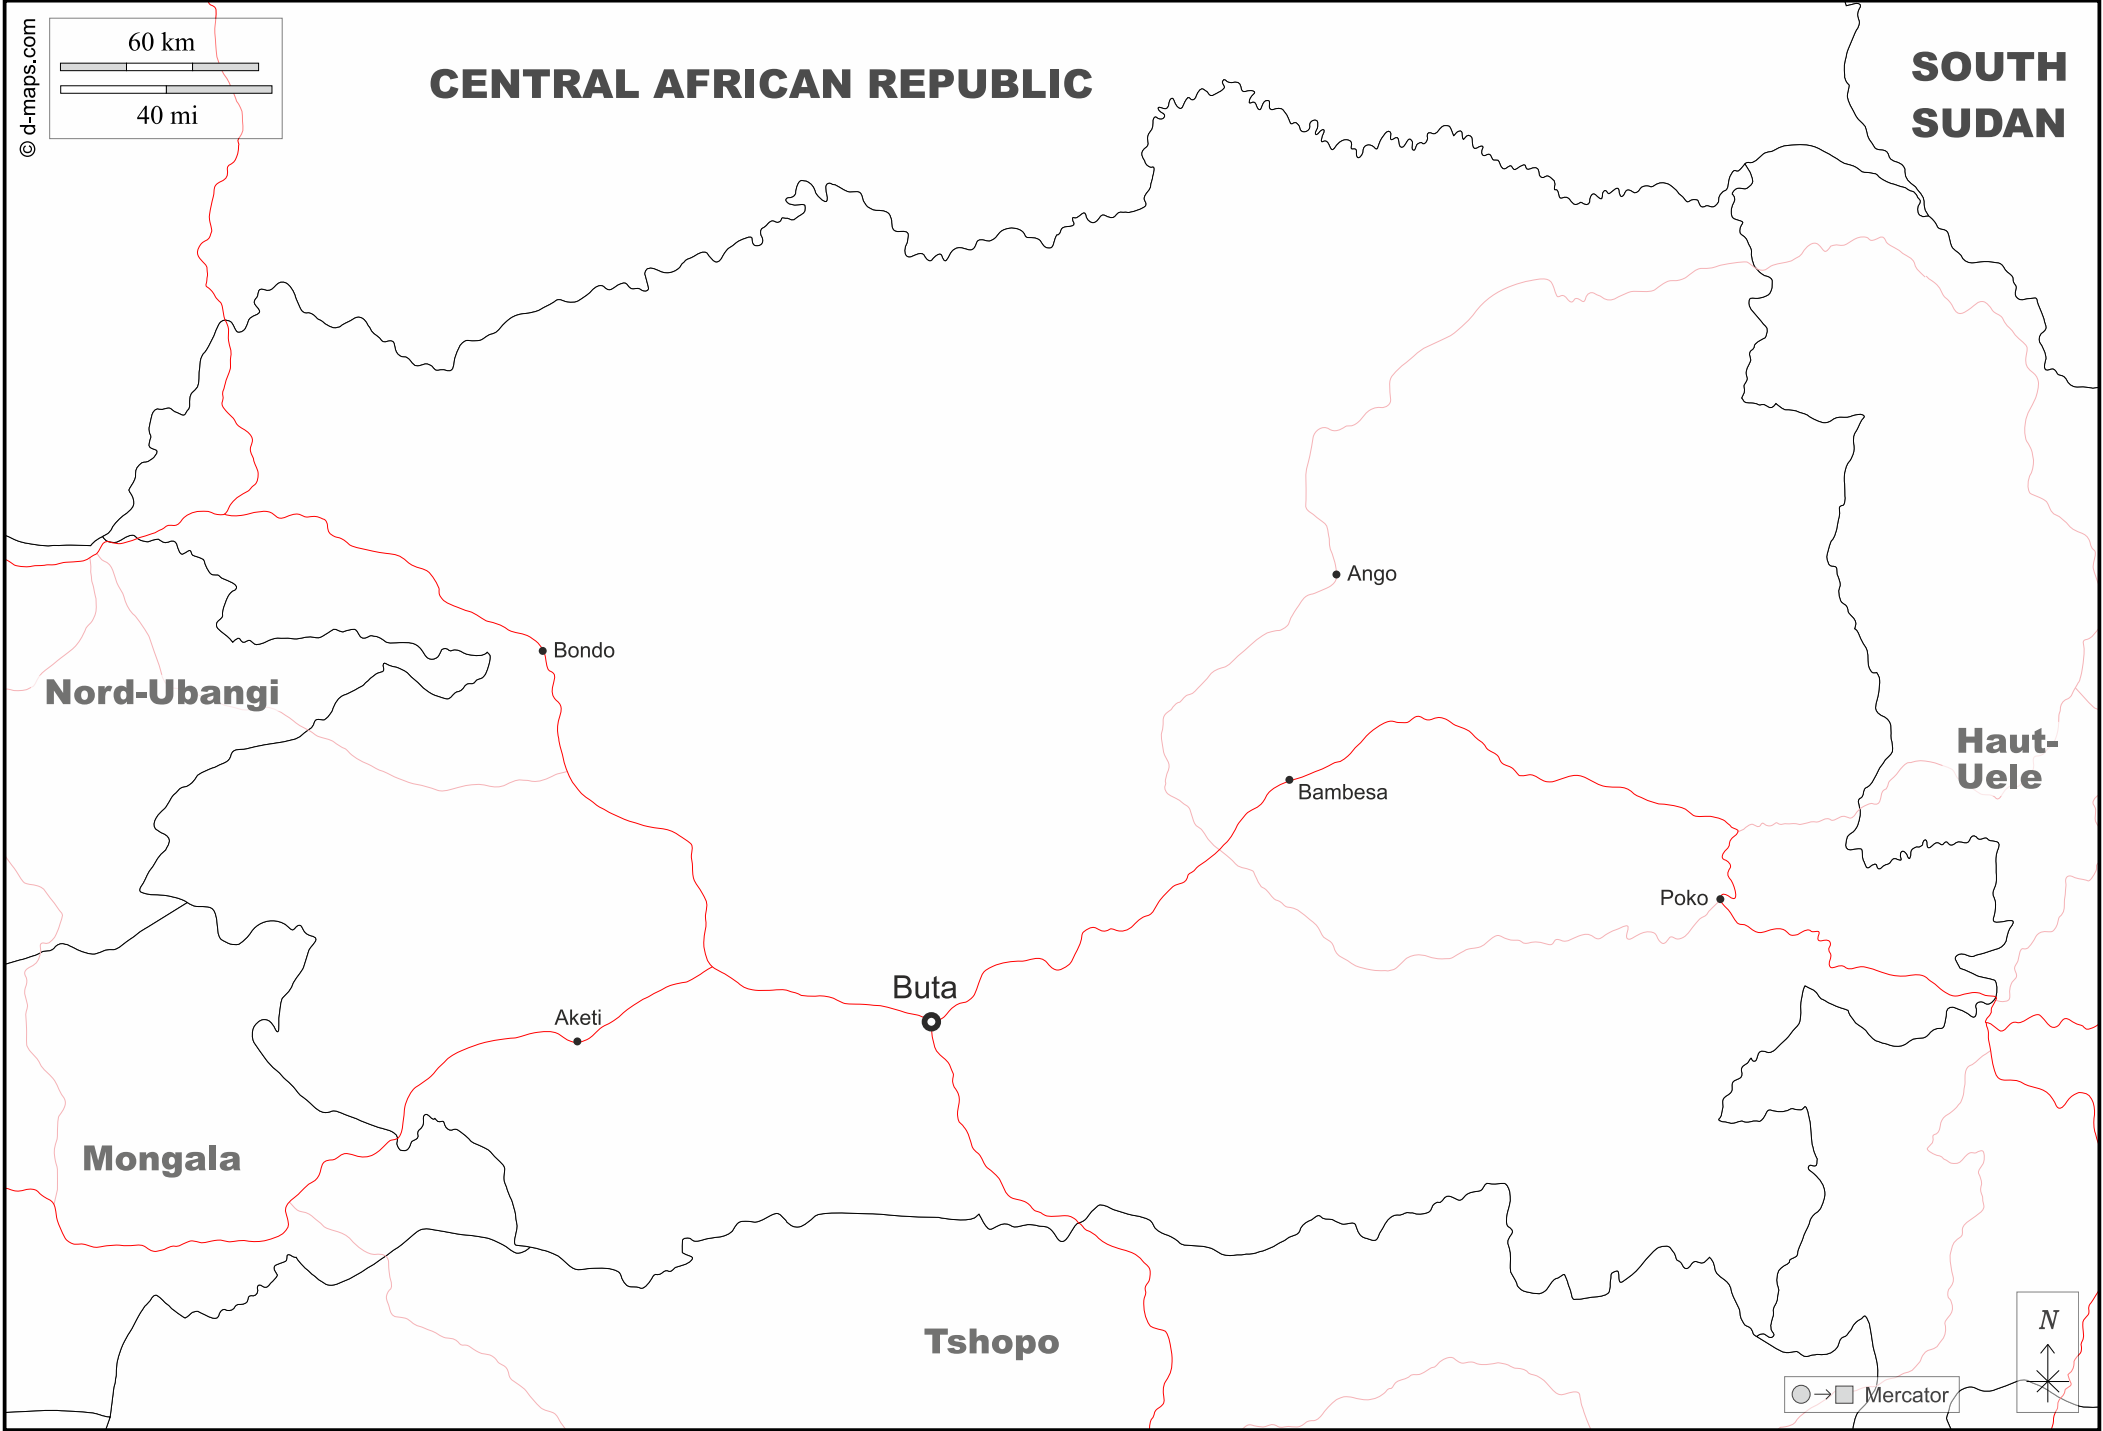 © d-maps.com
60 km
40 mi
CENTRAL AFRICAN REPUBLIC
SOUTH
SUDAN
Ango
Bondo
Nord-Ubangi
Haut-
Uele
Bambesa
Poko
Buta
Aketi
Mongala
Tshopo
N
Mercator